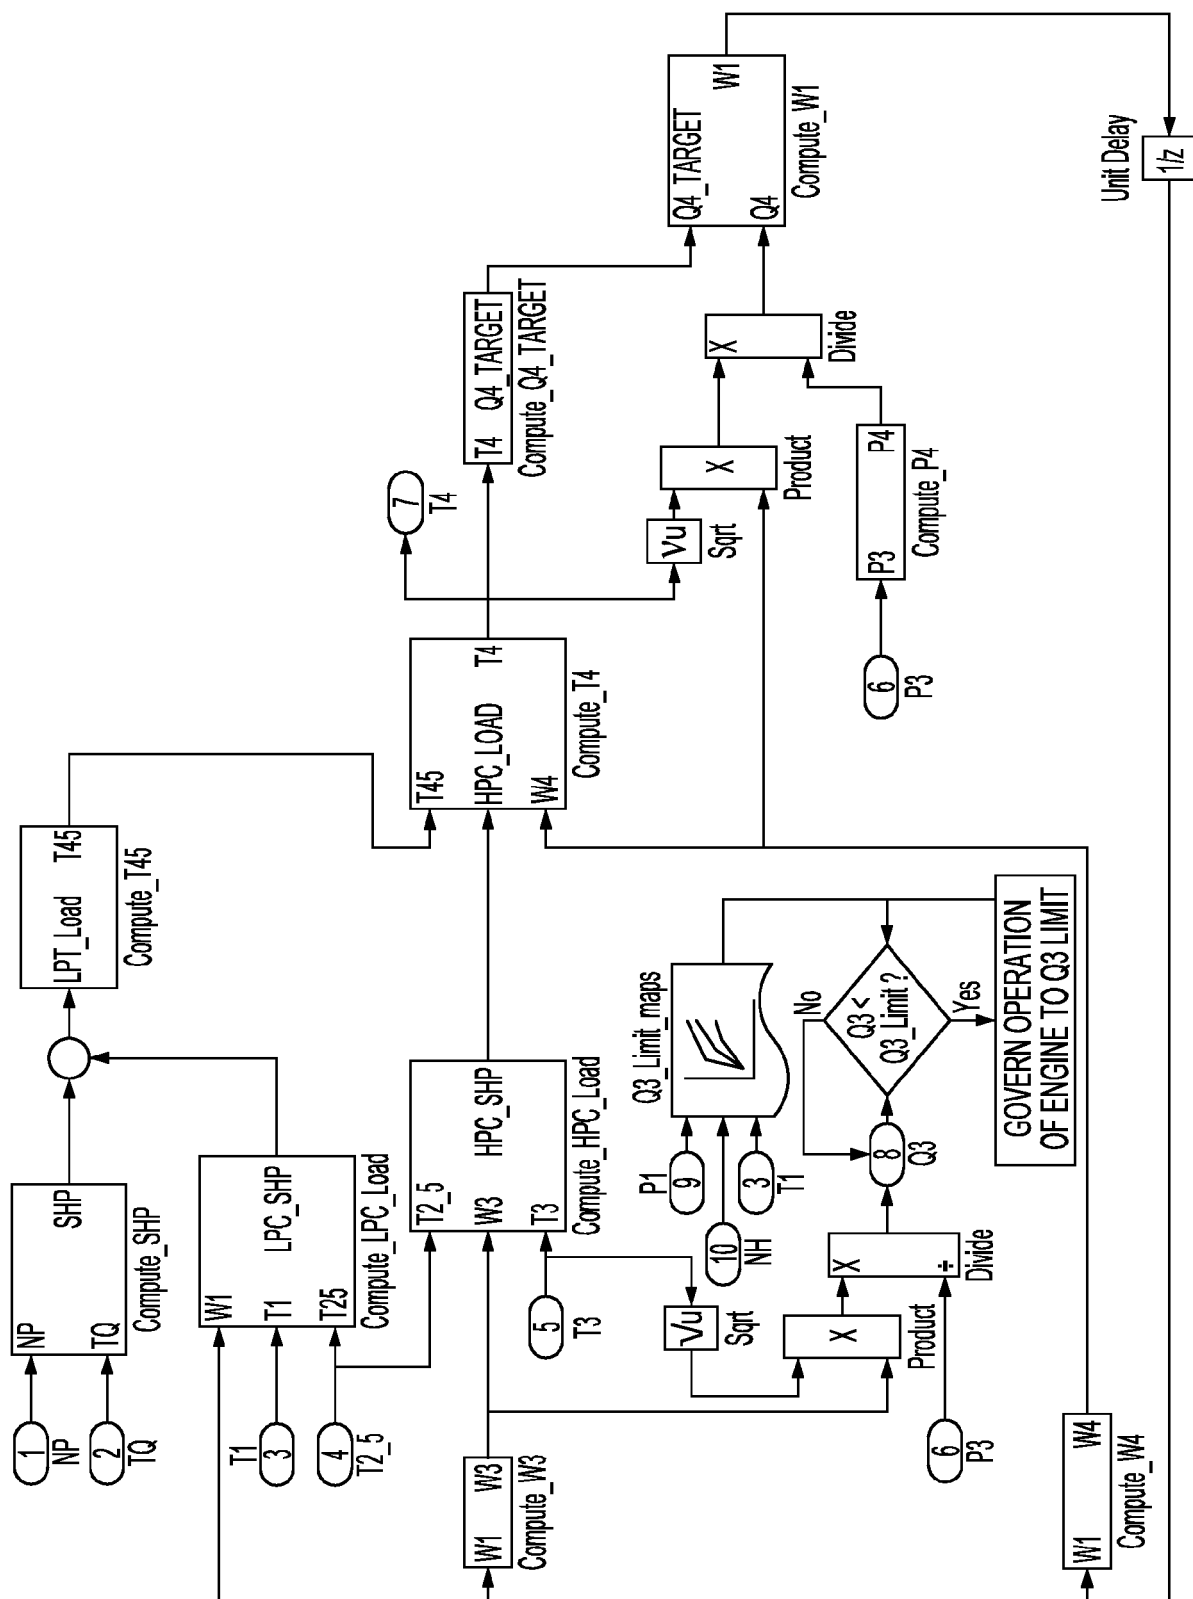 1
NP
2
TQ
NP
TQ
SHP
Compute_SHP
LPT_Load
T45
Compute_T45
T1
3
4
T2_5
W1
T1
T25
LPC_SHP
Compute_LPC_Load
W1
W3
Compute_W3
T2_5
W3
T3
HPC_SHP
Compute_HPC_Load
5
T3
T45
HPC_LOAD
W4
T4
Compute_T4
7
T4
T4
Q4_TARGET
Compute_Q4_TARGET
Q4_TARGET
Q4
W1
Compute_W1
√u
Sqrt
X
Product
X
Divide
6
P3
P3
P4
Compute_P4
Unit Delay
1/z
P1
9
10
NH
3
T1
Q3_Limit_maps
√u
Sqrt
X
Product
6
P3
X
÷
Divide
8
Q3
No
Q3 <
Q3_Limit ?
Yes
GOVERN OPERATION
OF ENGINE TO Q3 LIMIT
W1
W4
Compute_W4